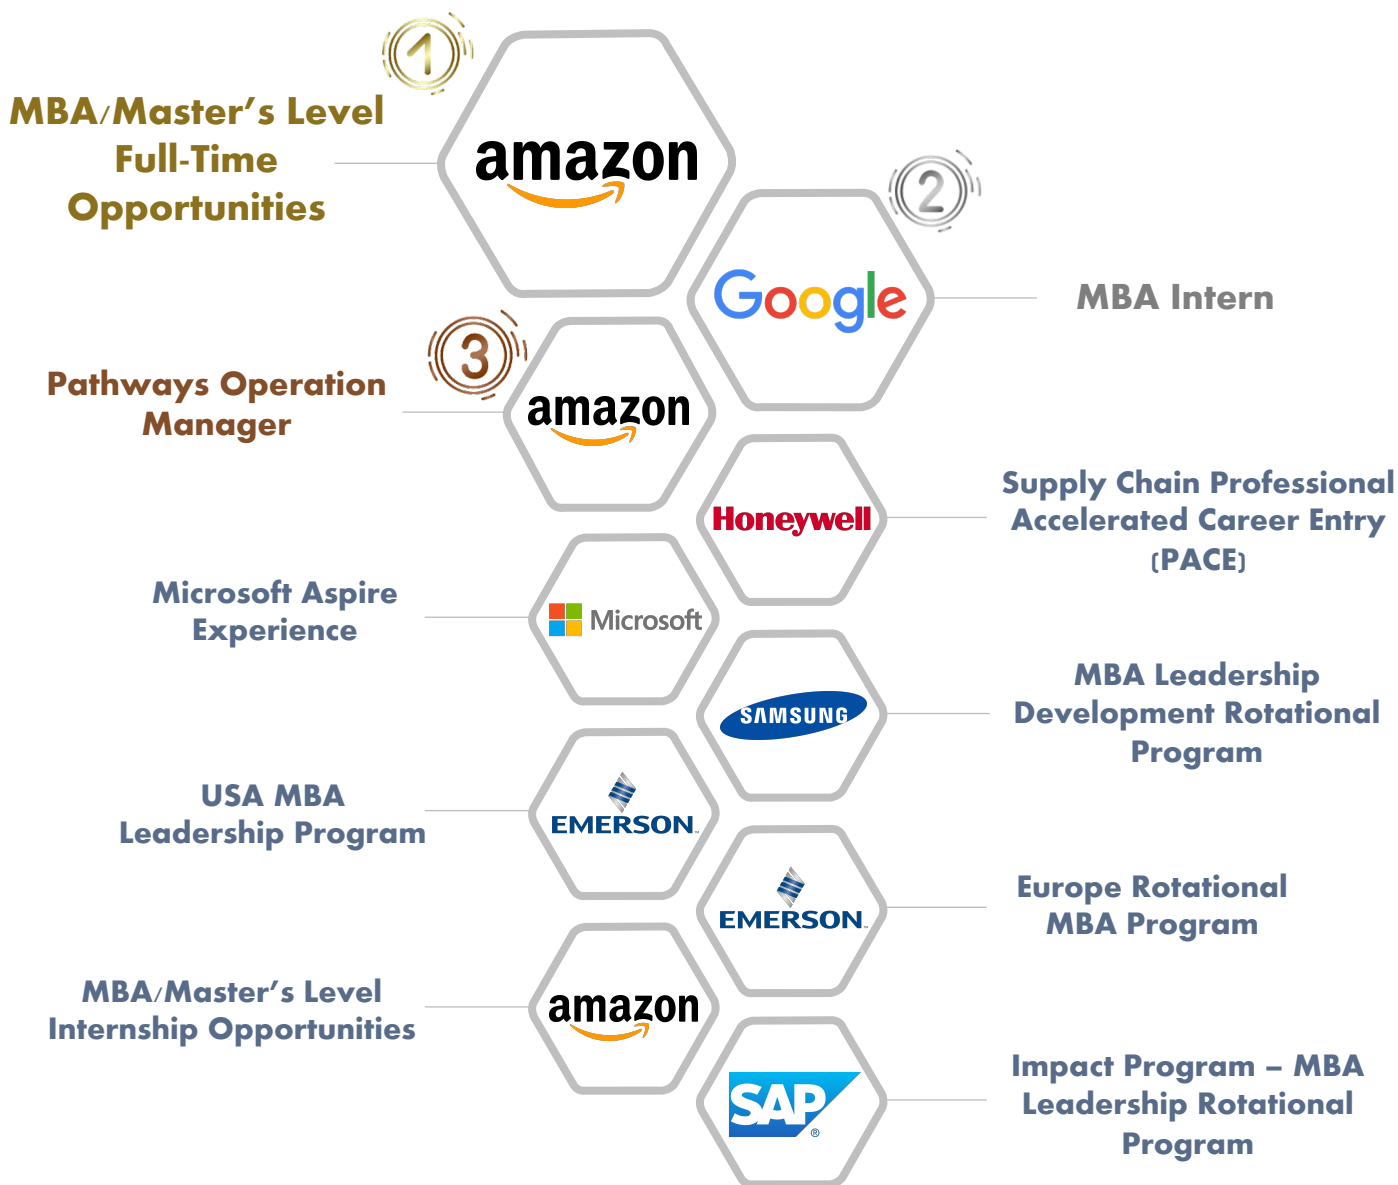 1
MBA/Master’s Level
Full-Time
Opportunities
amazon
2
Google
MBA Intern
3
Pathways Operation
Manager
amazon
Honeywell
Supply Chain Professional
Accelerated Career Entry
(PACE)
Microsoft Aspire
Experience
Microsoft
SAMSUNG
MBA Leadership
Development Rotational
Program
USA MBA
Leadership Program
EMERSON™
EMERSON™
Europe Rotational
MBA Program
MBA/Master’s Level
Internship Opportunities
amazon
SAP®
Impact Program – MBA
Leadership Rotational
Program